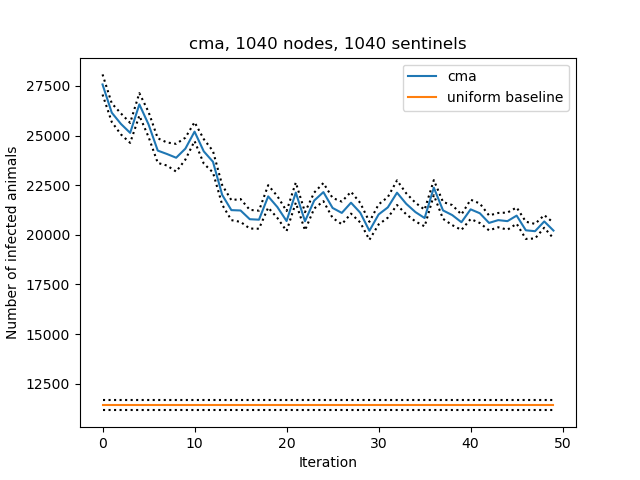 cma, 1040 nodes, 1040 sentinels
cma
uniform baseline
Number of infected animals
27500
25000
22500
20000
17500
15000
12500
0 10 20 30 40 50
Iteration